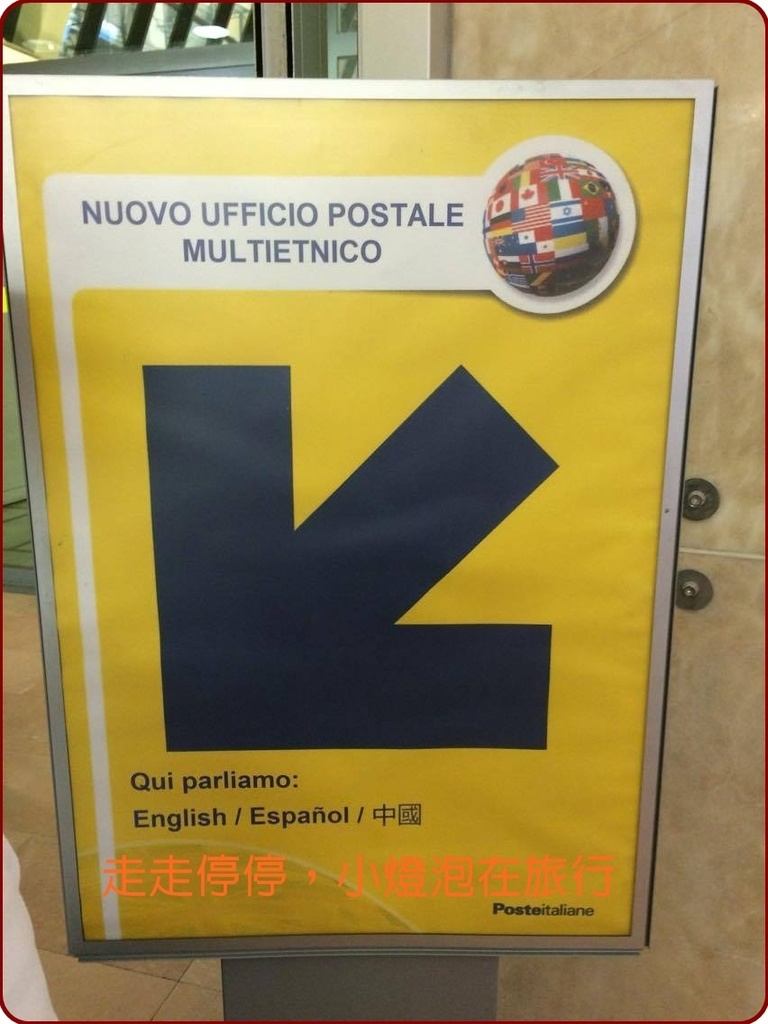 NUOVO UFFICIO POSTALE
MULTIETNICO
Qui parliamo:
English / Español / 中國
走走停停，小燈泡在旅行
Posteitaliane